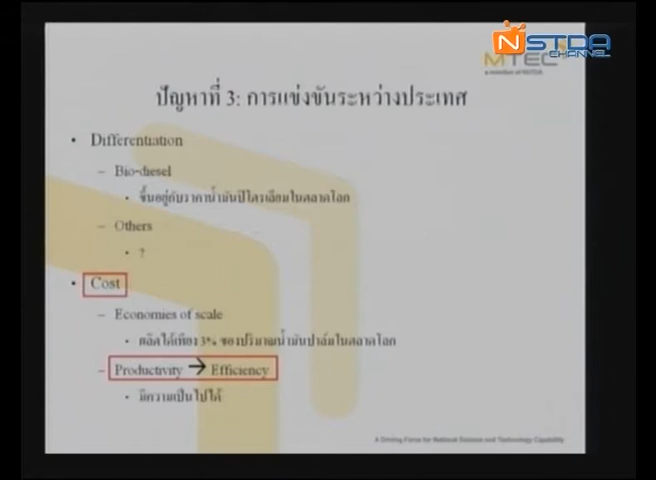 NSTDA
CHANNEL
MTEC
a member of NSTDA
ปัญหาที่ 3: การแข่งขันระหว่างประเทศ
• Differentiation
– Bio-diesel
• ขึ้นอยู่กับราคาน้ำมันปิโตรเลียมในตลาดโลก
– Others
• ?
• Cost
– Economies of scale
• ผลิตได้เพียง 3% ของปริมาณน้ำมันปาล์มในตลาดโลก
– Productivity → Efficiency
• มีความเป็นไปได้
A Driving Force for National Science and Technology Capability